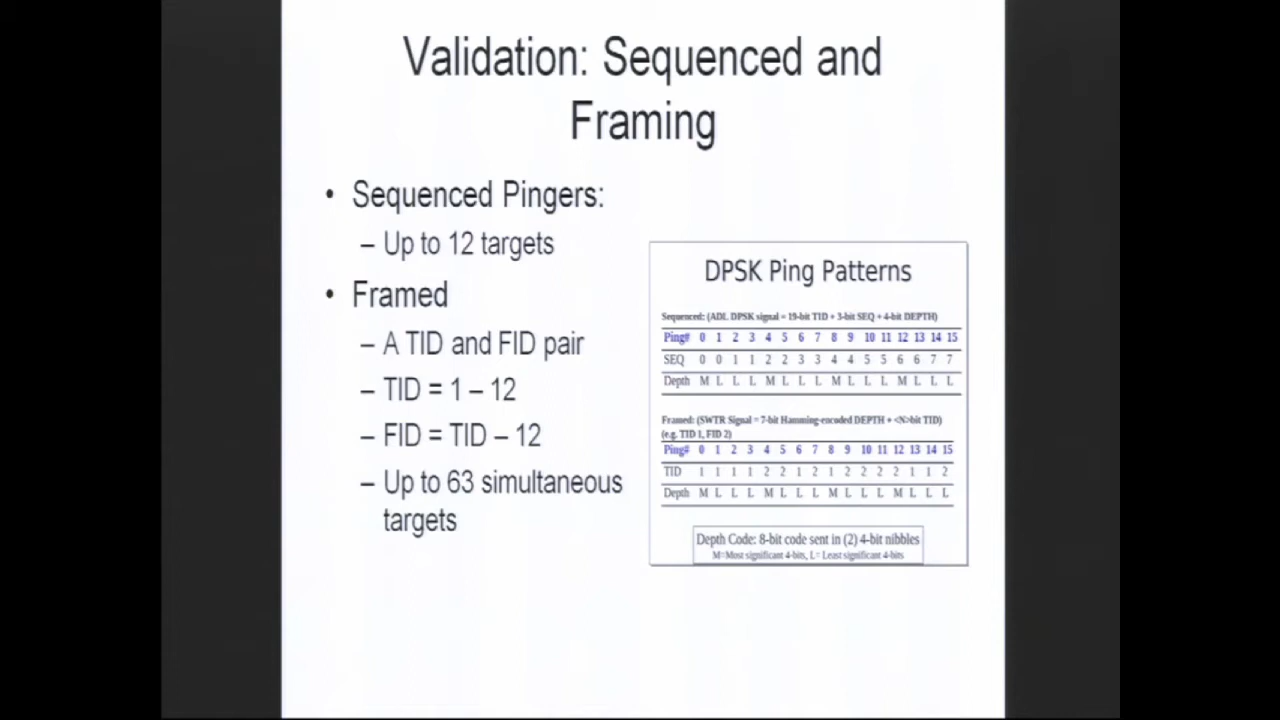 Validation: Sequenced and
Framing
• Sequenced Pingers:
– Up to 12 targets
• Framed
– A TID and FID pair
– TID = 1 – 12
– FID = TID – 12
– Up to 63 simultaneous
targets
DPSK Ping Patterns
Sequenced: (ADL DPSK signal = 19-bit TID + 3-bit SEQ + 4-bit DEPTH)
Ping# 0 1 2 3 4 5 6 7 8 9 10 11 12 13 14 15
SEQ 0 0 1 1 2 2 3 3 4 4 5 5 6 6 7 7
Depth M L L L M L L L M L L L M L L L
Framed: (SWTR Signal = 7-bit Hamming-encoded DEPTH + <N>bit TID)
(e.g. TID 1, FID 2)
Ping# 0 1 2 3 4 5 6 7 8 9 10 11 12 13 14 15
TID 1 1 1 1 2 2 1 2 1 2 2 2 2 1 1 2
Depth M L L L M L L L M L L L M L L L
Depth Code: 8-bit code sent in (2) 4-bit nibbles
M=Most significant 4-bits, L= Least significant 4-bits